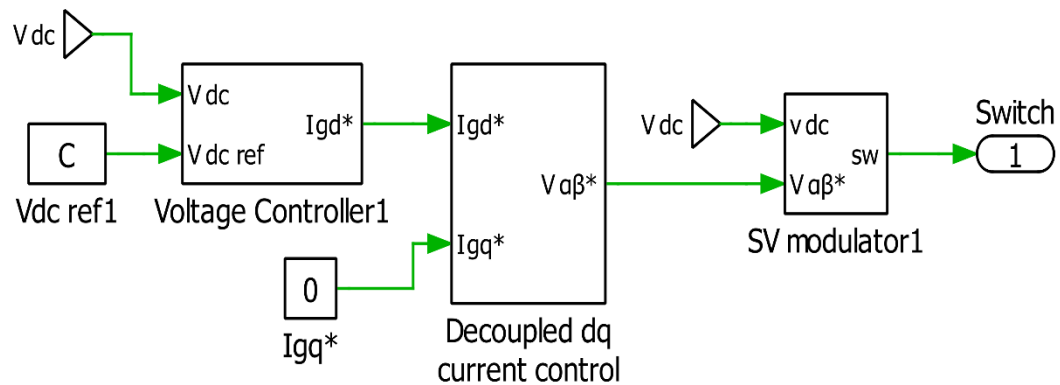 Vdc
Vdc
Vdc ref
Igd*
C
Vdc ref1
Voltage Controller1
Igd*
Igq*
Vαβ*
0
Igq*
Decoupled dq
current control
Vdc
vdc
Vαβ*
sw
SV modulator1
Switch
1